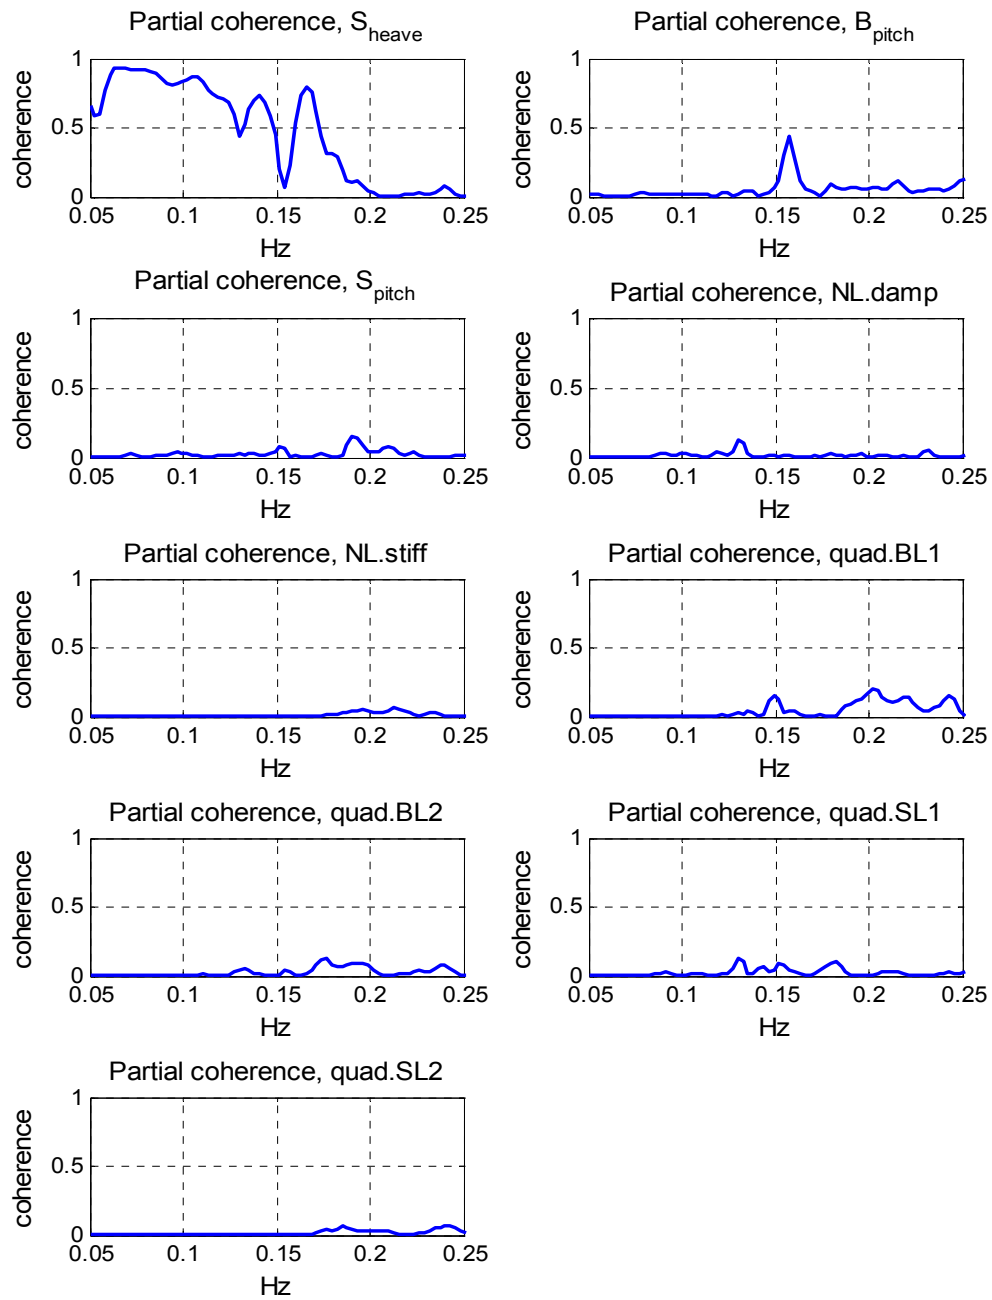 Partial coherence, S_heave
1
0.5
0
coherence
0.05 0.1 0.15 0.2 0.25
Hz
Partial coherence, B_pitch
1
0.5
0
coherence
0.05 0.1 0.15 0.2 0.25
Hz
Partial coherence, S_pitch
1
0.5
0
coherence
0.05 0.1 0.15 0.2 0.25
Hz
Partial coherence, NL.damp
1
0.5
0
coherence
0.05 0.1 0.15 0.2 0.25
Hz
Partial coherence, NL.stiff
1
0.5
0
coherence
0.05 0.1 0.15 0.2 0.25
Hz
Partial coherence, quad.BL1
1
0.5
0
coherence
0.05 0.1 0.15 0.2 0.25
Hz
Partial coherence, quad.BL2
1
0.5
0
coherence
0.05 0.1 0.15 0.2 0.25
Hz
Partial coherence, quad.SL1
1
0.5
0
coherence
0.05 0.1 0.15 0.2 0.25
Hz
Partial coherence, quad.SL2
1
0.5
0
coherence
0.05 0.1 0.15 0.2 0.25
Hz